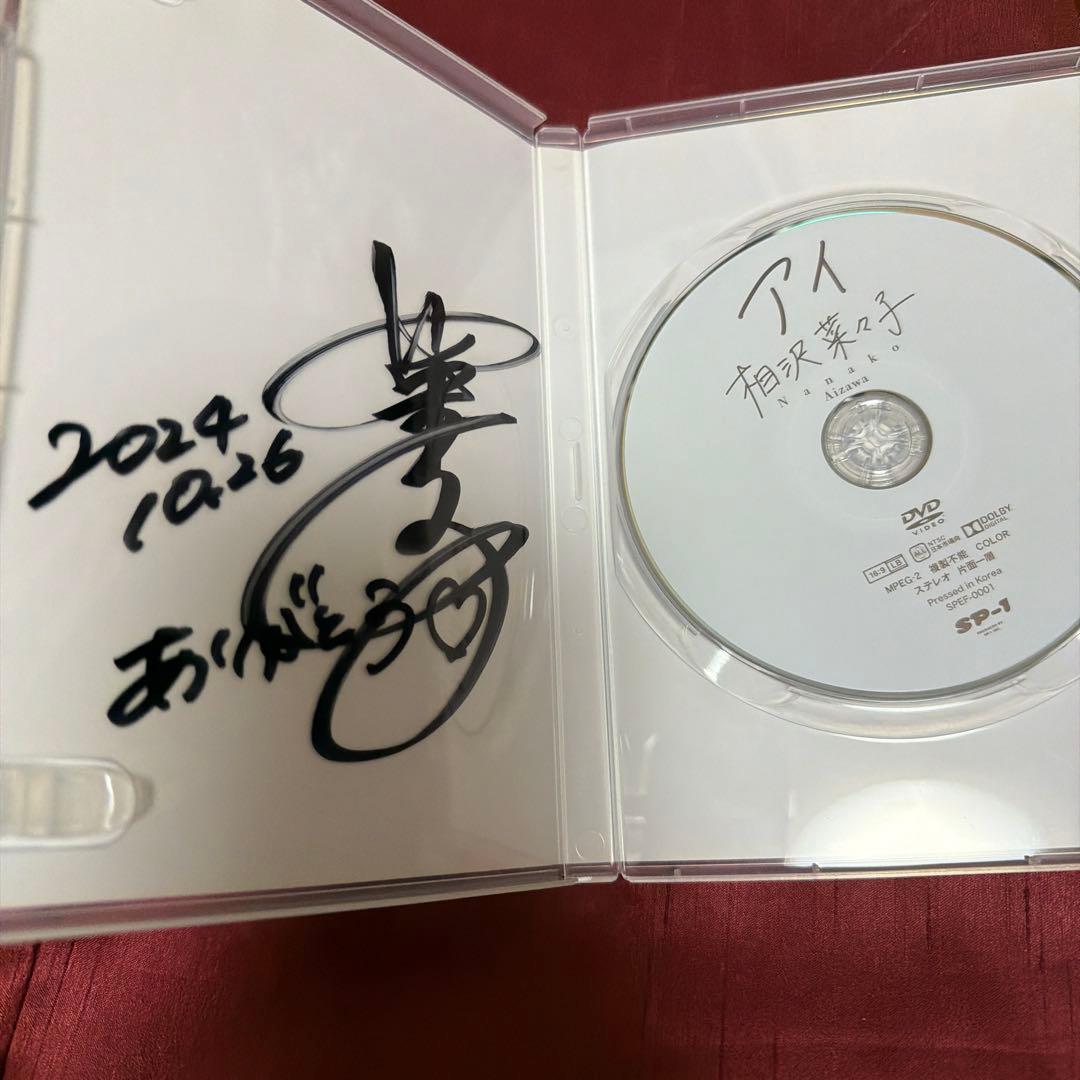 2024
10.26
ありがとう♡
アイ
相沢菜々子
Nanako
Aizawa
DVD
VIDEO
16:9 LB
ALL
NTSC
日本市場向
DOLBY
DIGITAL
MPEG-2 複製不能 COLOR
ステレオ 片面一層
Pressed in Korea
SPEF-0001
SP-1